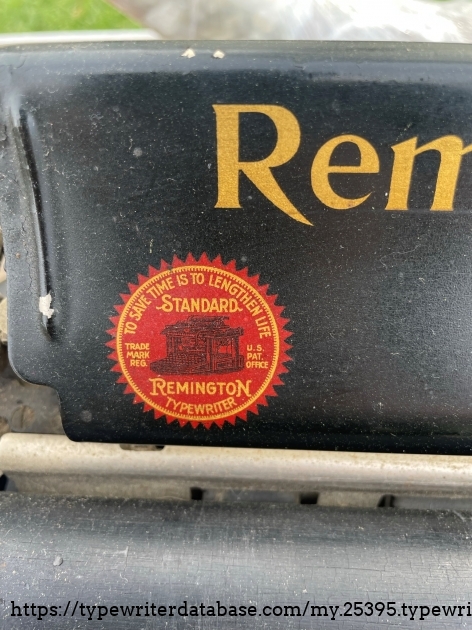 Rem
TO SAVE TIME IS TO LENGTHEN LIFE
STANDARD
TRADE
MARK
REG.
U.S.
PAT.
OFFICE
REMINGTON
TYPEWRITER
https://typewriterdatabase.com/my.25395.typewri